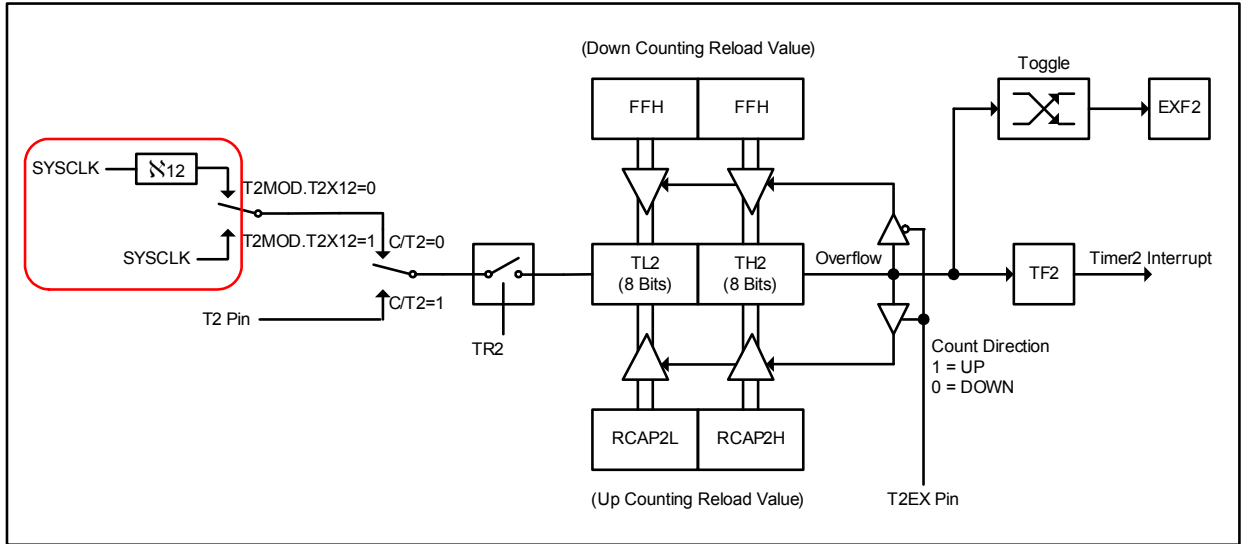 (Down Counting Reload Value)
Toggle
FFH
FFH
EXF2
SYSCLK
ℵ12
T2MOD.T2X12=0
T2MOD.T2X12=1
C/T2=0
SYSCLK
TL2
(8 Bits)
TH2
(8 Bits)
Overflow
TF2
Timer2 Interrupt
C/T2=1
T2 Pin
TR2
Count Direction
1 = UP
0 = DOWN
RCAP2L
RCAP2H
(Up Counting Reload Value)
T2EX Pin